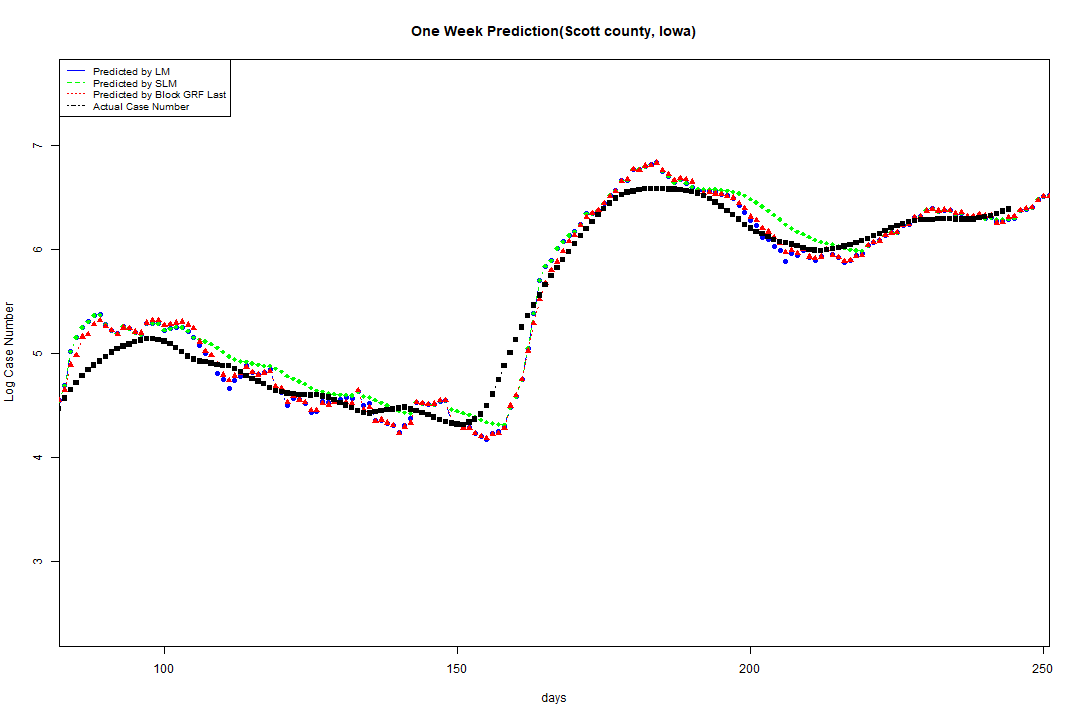 One Week Prediction(Scott county, Iowa)
Predicted by LM
Predicted by SLM
Predicted by Block GRF Last
Actual Case Number
7
6
5
4
3
Log Case Number
100 150 200 250
days